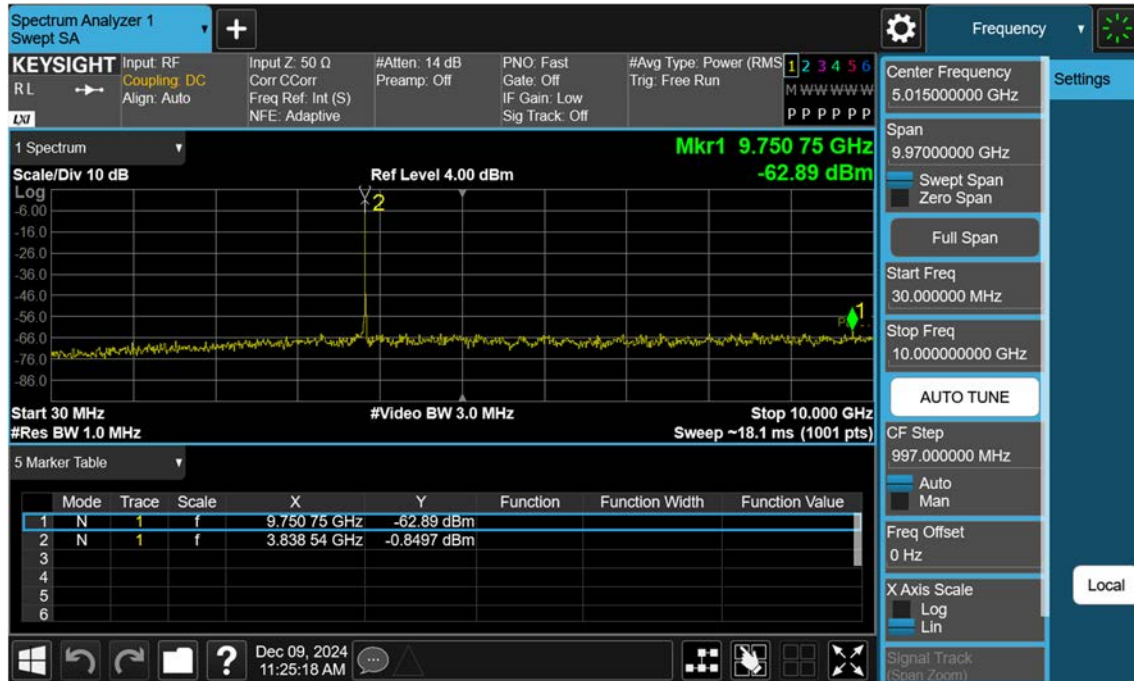 Spectrum Analyzer 1
Swept SA
Frequency
KEYSIGHT
R L
LXI
Input: RF
Coupling: DC
Align: Auto
Input Z: 50 Ω
Corr CCorr
Freq Ref: Int (S)
NFE: Adaptive
#Atten: 14 dB
Preamp: Off
PNO: Fast
Gate: Off
IF Gain: Low
Sig Track: Off
#Avg Type: Power (RMS
Trig: Free Run
1 2 3 4 5 6
M W W W W W
P P P P P P
1 Spectrum
Mkr1 9.750 75 GHz
Scale/Div 10 dB
Ref Level 4.00 dBm
-62.89 dBm
Log
2
-6.00
-16.0
-26.0
-36.0
-46.0
-56.0
1
-66.0
-76.0
-86.0
Start 30 MHz
#Video BW 3.0 MHz
Stop 10.000 GHz
#Res BW 1.0 MHz
Sweep ~18.1 ms (1001 pts)
5 Marker Table
Mode Trace Scale X Y Function Function Width Function Value
1 N 1 f 9.750 75 GHz -62.89 dBm
2 N 1 f 3.838 54 GHz -0.8497 dBm
3
4
5
6
Dec 09, 2024
11:25:18 AM
Center Frequency
5.015000000 GHz
Span
9.97000000 GHz
Swept Span
Zero Span
Full Span
Start Freq
30.000000 MHz
Stop Freq
10.000000000 GHz
AUTO TUNE
CF Step
997.000000 MHz
Auto
Man
Freq Offset
0 Hz
X Axis Scale
Log
Lin
Signal Track
(Span Zoom)
Settings
Local